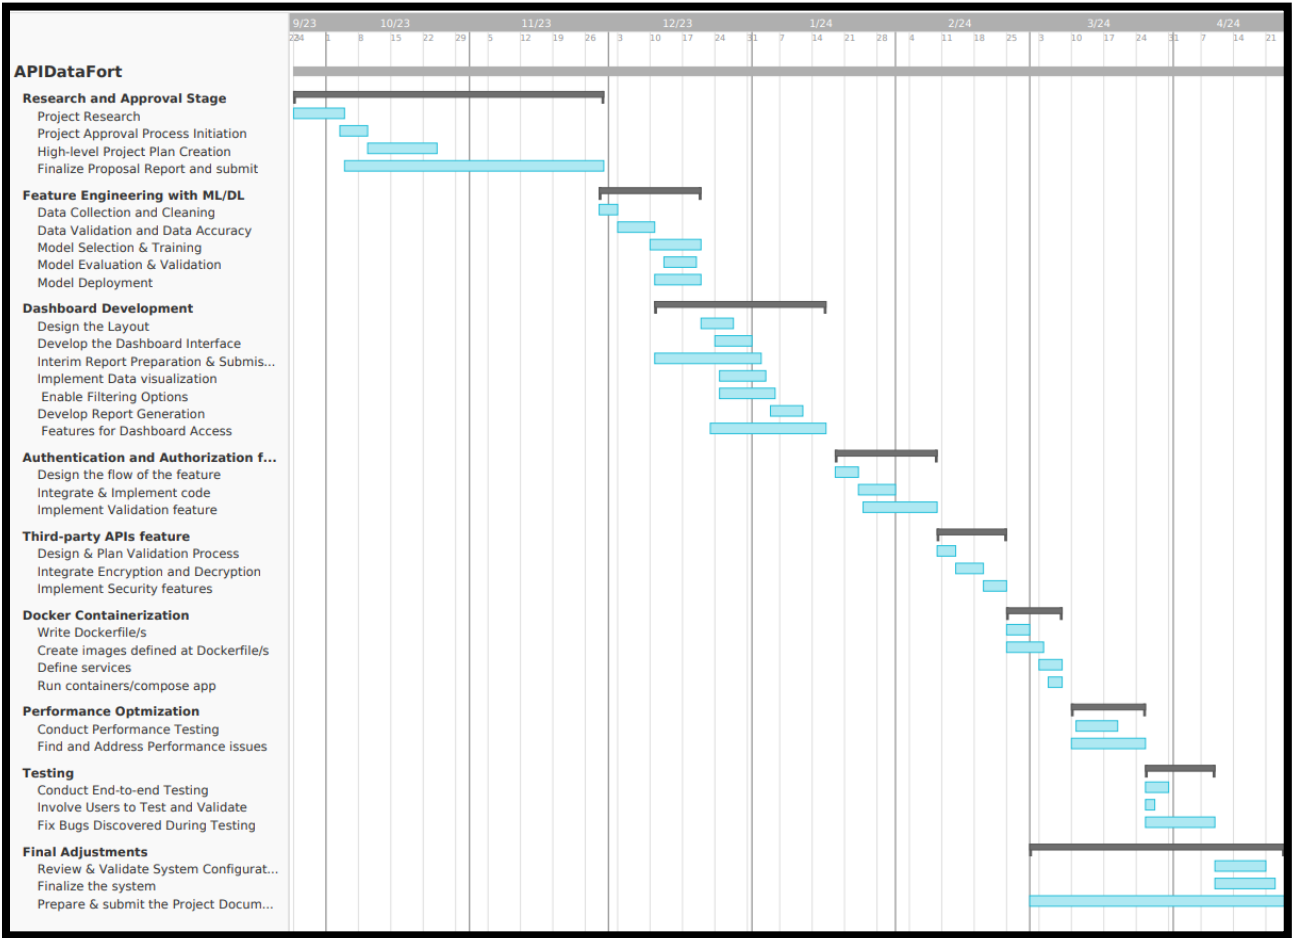 9/23 10/23 11/23 12/23 1/24 2/24 3/24 4/24
1 8 15 22 29 5 12 19 26 3 10 17 24 31 7 14 21 28 4 11 18 25 3 10 17 24 31 7 14 21
APIDataFort
Research and Approval Stage
Project Research
Project Approval Process Initiation
High-level Project Plan Creation
Finalize Proposal Report and submit
Feature Engineering with ML/DL
Data Collection and Cleaning
Data Validation and Data Accuracy
Model Selection & Training
Model Evaluation & Validation
Model Deployment
Dashboard Development
Design the Layout
Develop the Dashboard Interface
Interim Report Preparation & Submis...
Implement Data visualization
Enable Filtering Options
Develop Report Generation
Features for Dashboard Access
Authentication and Authorization f...
Design the flow of the feature
Integrate & Implement code
Implement Validation feature
Third-party APIs feature
Design & Plan Validation Process
Integrate Encryption and Decryption
Implement Security features
Docker Containerization
Write Dockerfile/s
Create images defined at Dockerfile/s
Define services
Run containers/compose app
Performance Optmization
Conduct Performance Testing
Find and Address Performance issues
Testing
Conduct End-to-end Testing
Involve Users to Test and Validate
Fix Bugs Discovered During Testing
Final Adjustments
Review & Validate System Configurat...
Finalize the system
Prepare & submit the Project Docum...